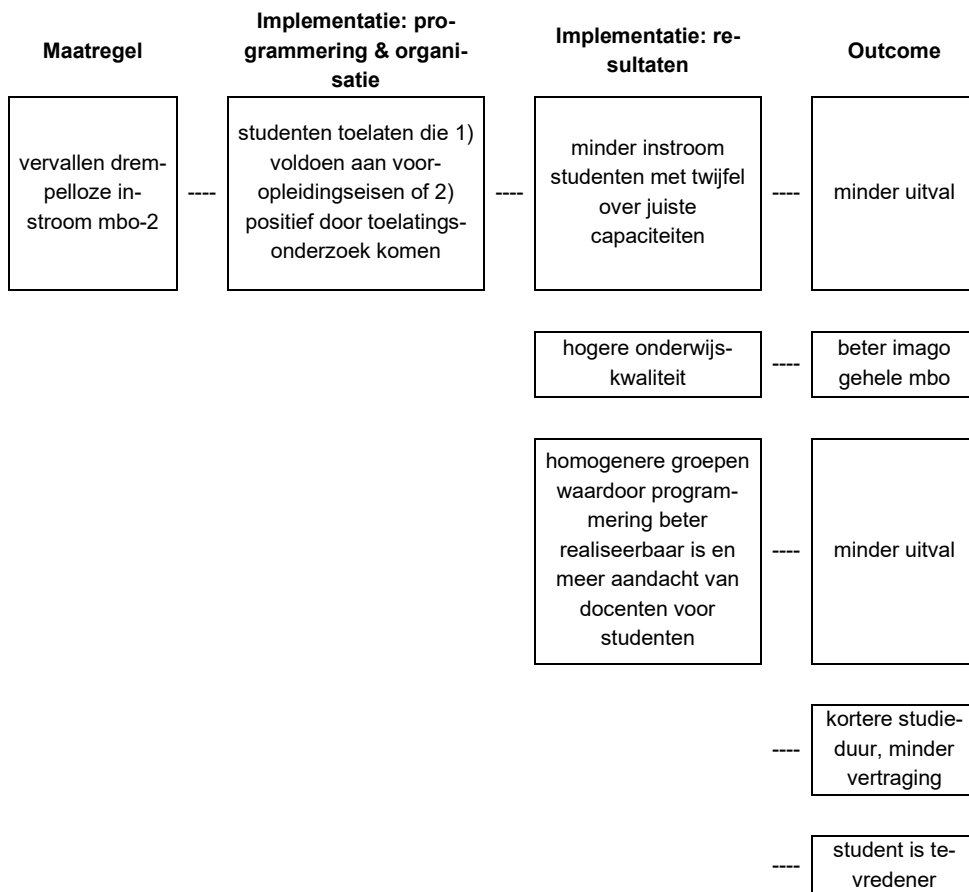 Maatregel
Implementatie: pro-
grammering & organi-
satie
Implementatie: re-
sultaten
Outcome
vervallen drem-
pelloze in-
stroom mbo-2
----
studenten toelaten die 1)
voldoen aan voor-
opleidingseisen of 2)
positief door toelatings-
onderzoek komen
----
minder instroom
studenten met twijfel
over juiste
capaciteiten
----
minder uitval
hogere onderwijs-
kwaliteit
----
beter imago
gehele mbo
homogenere groepen
waardoor program-
mering beter
realiseerbaar is en
meer aandacht van
docenten voor
studenten
----
minder uitval
----
kortere studie-
duur, minder
vertraging
----
student is te-
vredener